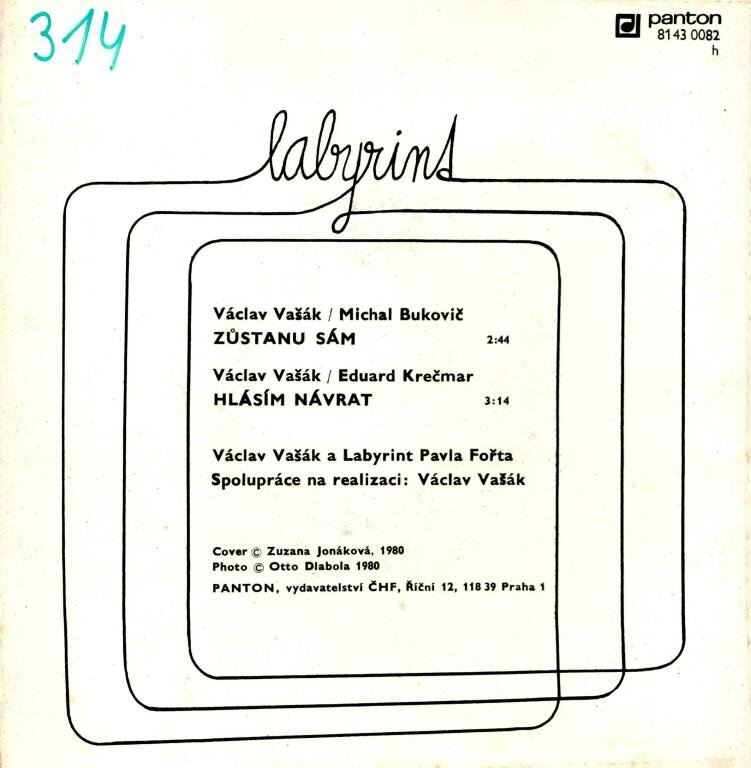 314
panton
81 43 0082
h
labyrint
Václav Vašák / Michal Bukovič
ZŮSTANU SÁM 2:44
Václav Vašák / Eduard Krečmar
HLÁSÍM NÁVRAT 3:14
Václav Vašák a Labyrint Pavla Fořta
Spolupráce na realizaci: Václav Vašák
Cover © Zuzana Jonáková, 1980
Photo © Otto Dlabola 1980
PANTON, vydavatelství ČHF, Říční 12, 118 39 Praha 1